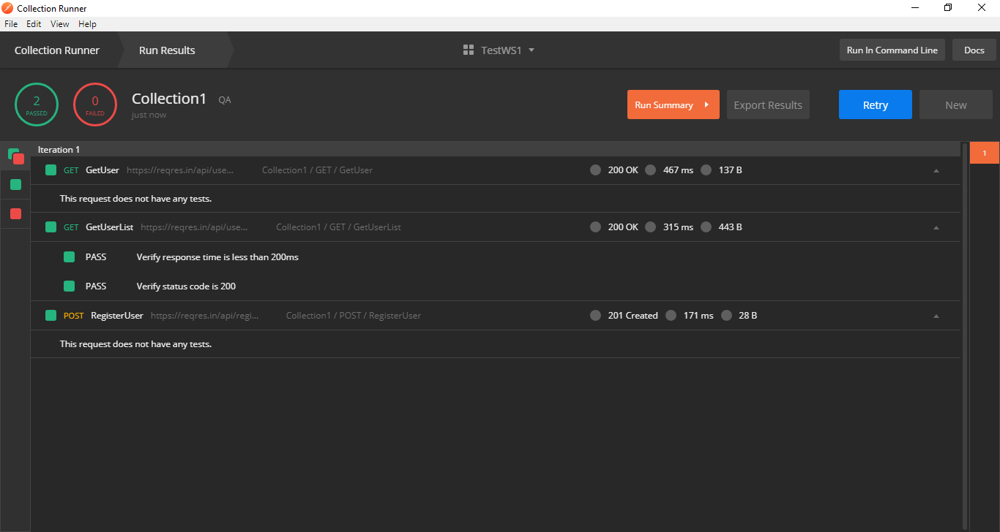 Collection Runner
File Edit View Help
Collection Runner Run Results TestWS1 Run In Command Line Docs
2 PASSED 0 FAILED Collection1 QA just now Run Summary Export Results Retry New
Iteration 1 1
GET GetUser https://reqres.in/api/use... Collection1 / GET / GetUser 200 OK 467 ms 137 B
This request does not have any tests.
GET GetUserList https://reqres.in/api/use... Collection1 / GET / GetUserList 200 OK 315 ms 443 B
PASS Verify response time is less than 200ms
PASS Verify status code is 200
POST RegisterUser https://reqres.in/api/regi... Collection1 / POST / RegisterUser 201 Created 171 ms 28 B
This request does not have any tests.